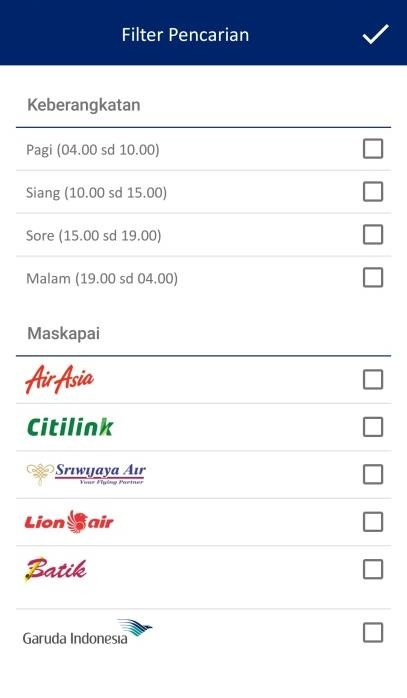 Filter Pencarian
Keberangkatan
Pagi (04.00 sd 10.00)
Siang (10.00 sd 15.00)
Sore (15.00 sd 19.00)
Malam (19.00 sd 04.00)
Maskapai
AirAsia
Citilink
Sriwijaya Air
Your Flying Partner
Lion air
Batik
Garuda Indonesia